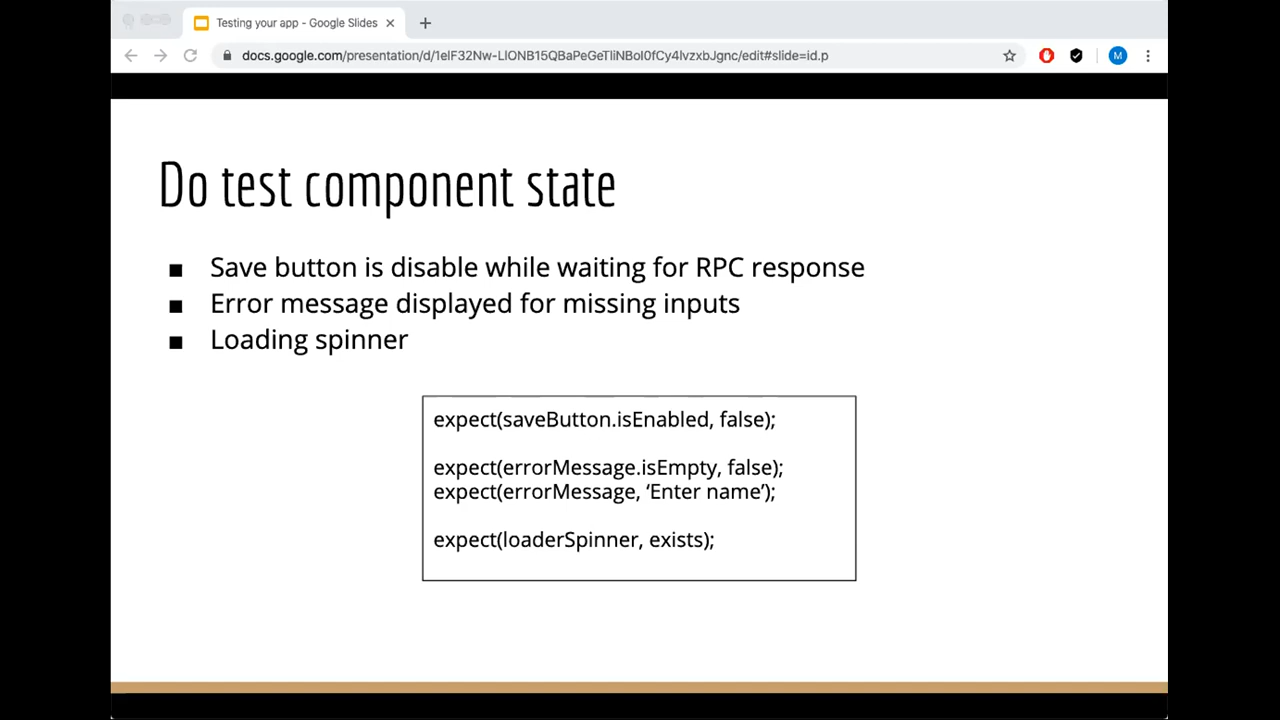 Testing your app - Google Slides
docs.google.com/presentation/d/1elF32Nw-LlONB15QBaPeGeTliNBoI0fCy4lvzxbJgnc/edit#slide=id.p
M
Do test component state
■ Save button is disable while waiting for RPC response
■ Error message displayed for missing inputs
■ Loading spinner
expect(saveButton.isEnabled, false);
expect(errorMessage.isEmpty, false);
expect(errorMessage, ‘Enter name’);
expect(loaderSpinner, exists);